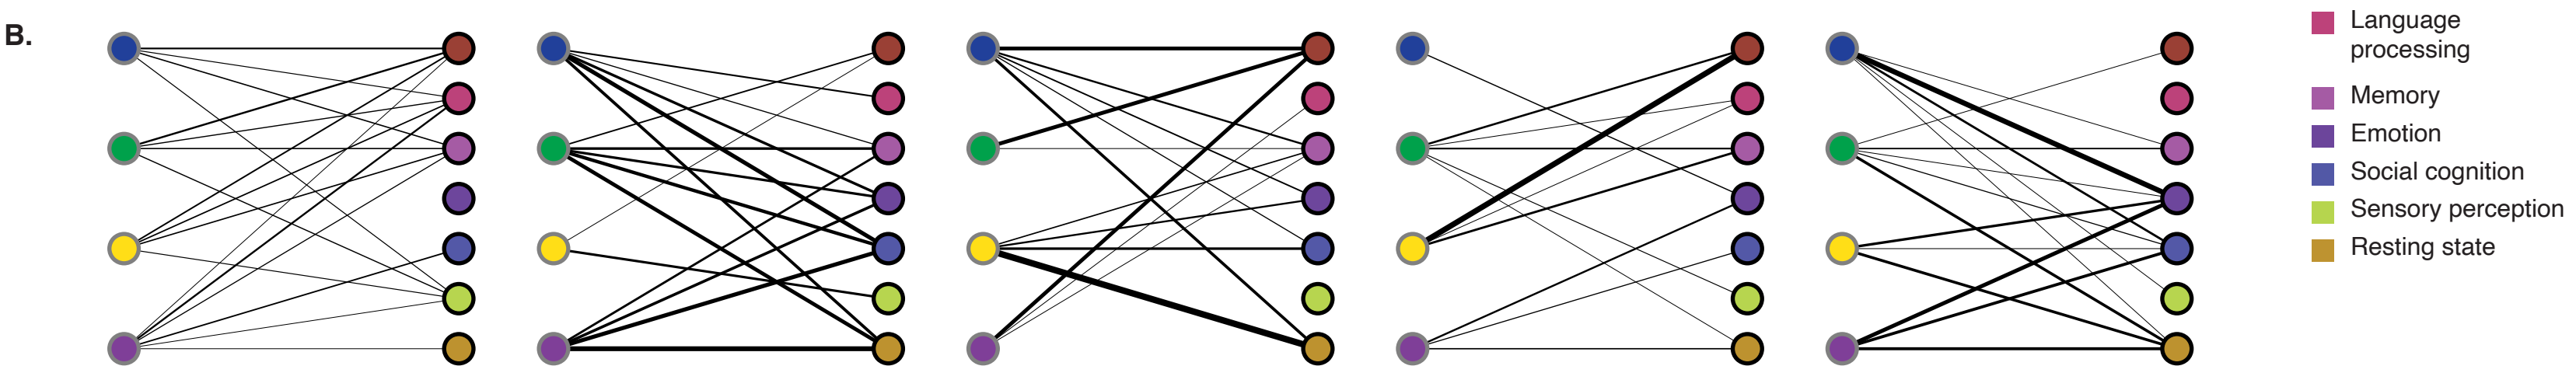 B.
Language
processing
Memory
Emotion
Social cognition
Sensory perception
Resting state